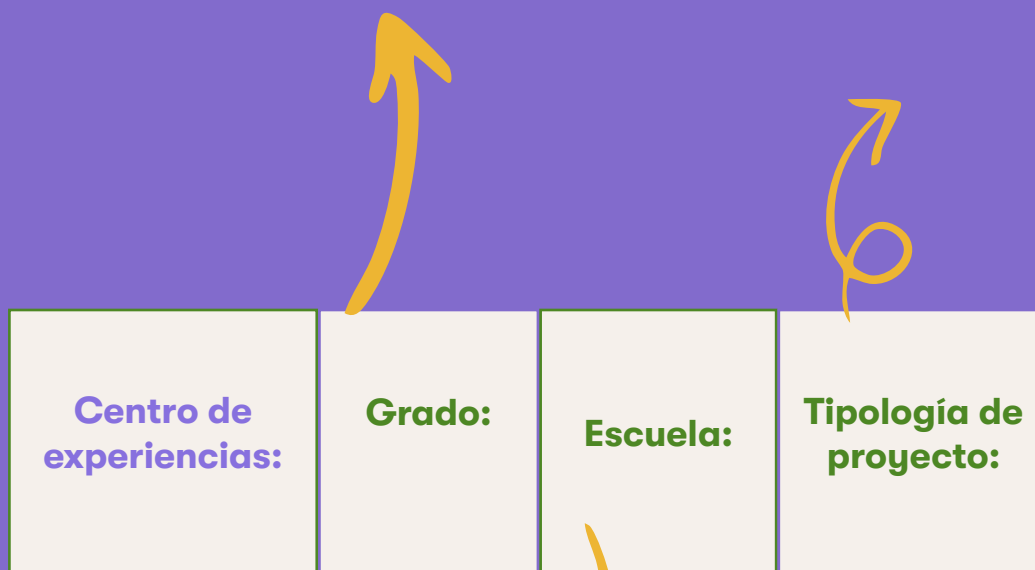 Centro de
experiencias:
Grado:
Escuela:
Tipología de
proyecto: